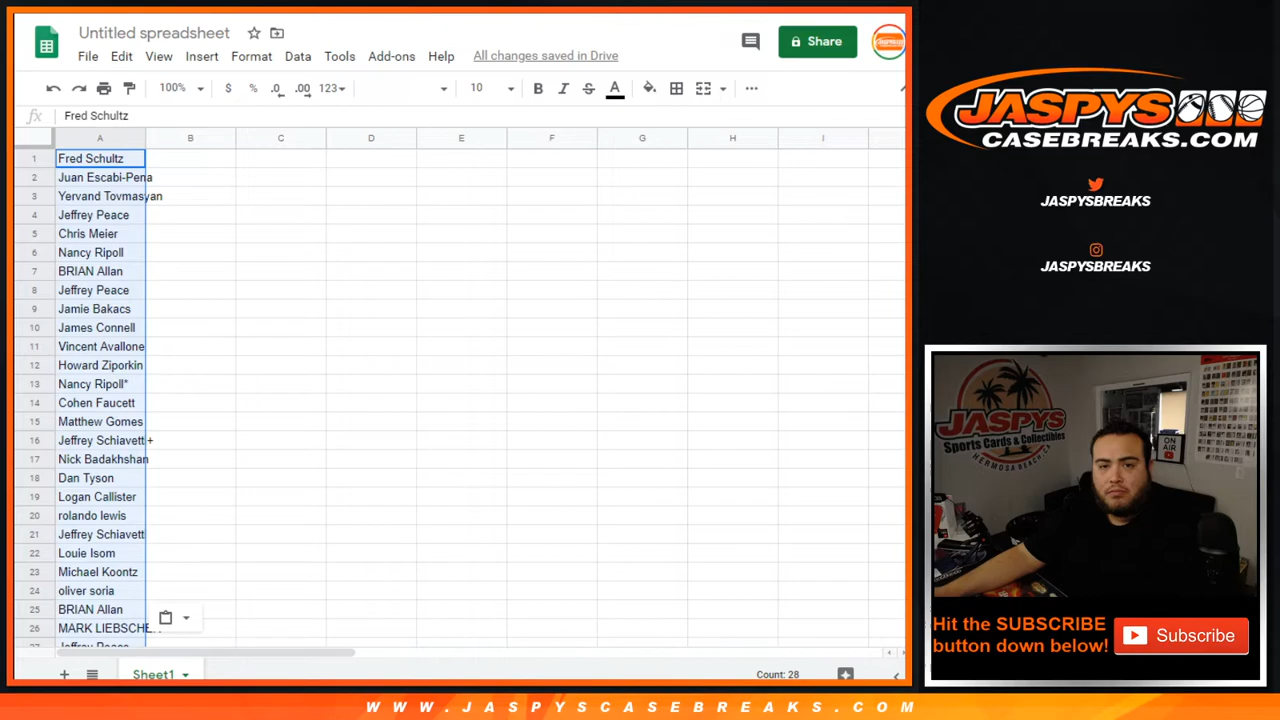 Untitled spreadsheet
File Edit View Insert Format Data Tools Add-ons Help All changes saved in Drive
Share
100% $ % .0 .00 123 10 B I S A
fx Fred Schultz
A B C D E F G H I
1 Fred Schultz
2 Juan Escabi-Pena
3 Yervand Tovmasyan
4 Jeffrey Peace
5 Chris Meier
6 Nancy Ripoll
7 BRIAN Allan
8 Jeffrey Peace
9 Jamie Bakacs
10 James Connell
11 Vincent Avallone
12 Howard Ziporkin
13 Nancy Ripoll*
14 Cohen Faucett
15 Matthew Gomes
16 Jeffrey Schiavett +
17 Nick Badakhshan
18 Dan Tyson
19 Logan Callister
20 rolando lewis
21 Jeffrey Schiavett
22 Louie Isom
23 Michael Koontz
24 oliver soria
25 BRIAN Allan
26 MARK LIEBSCHE
27 Jeffrey Peace
Sheet1
Count: 28
JASPYS
CASEBREAKS.COM
JASPYSBREAKS
JASPYSBREAKS
JASPYS
Sports Cards & Collectibles
HERMOSA BEACH, CA
ON AIR
Hit the SUBSCRIBE
button down below!
Subscribe
WWW.JASPYSCASEBREAKS.COM